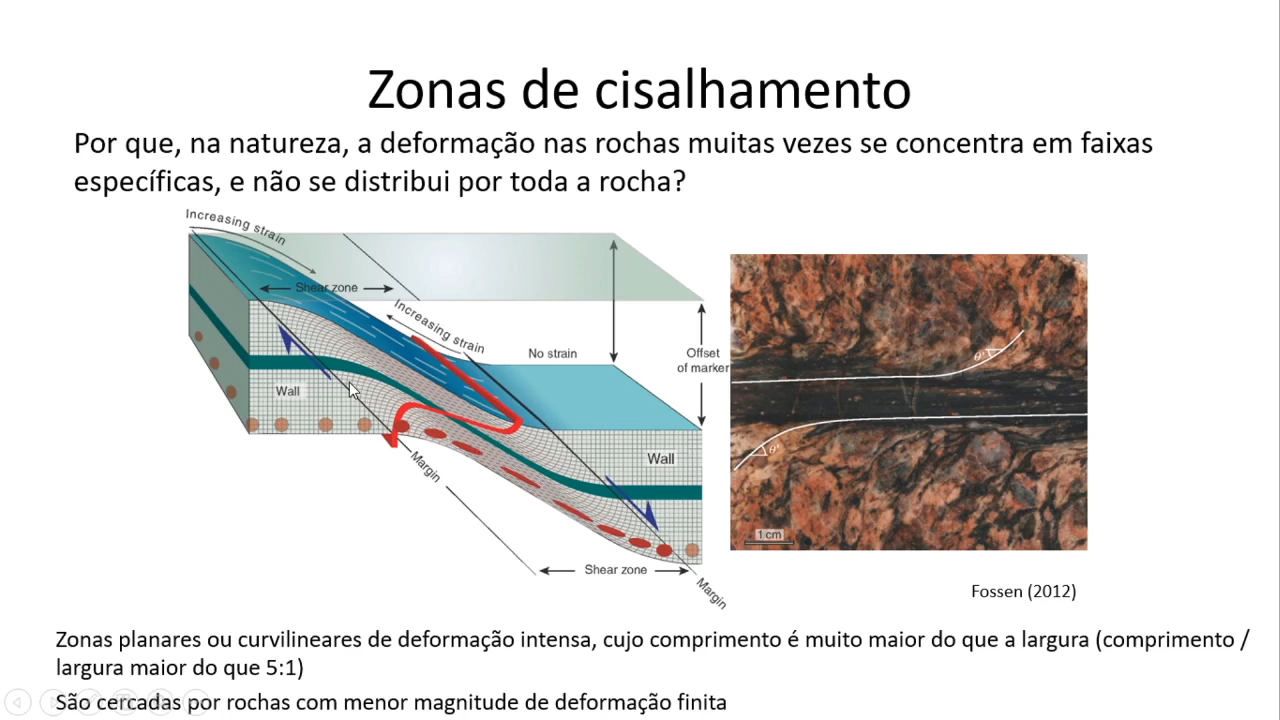 Zonas de cisalhamento
Por que, na natureza, a deformação nas rochas muitas vezes se concentra em faixas
específicas, e não se distribui por toda a rocha?
Increasing strain
Shear zone
Increasing strain
No strain
Offset
of marker
Wall
Wall
Margin
Shear zone
Margin
θ'
θ'
1 cm
Fossen (2012)
Zonas planares ou curvilineares de deformação intensa, cujo comprimento é muito maior do que a largura (comprimento /
largura maior do que 5:1)
São cercadas por rochas com menor magnitude de deformação finita